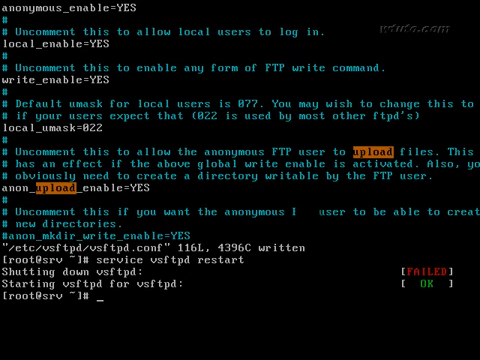 anonymous_enable=YES
#
# Uncomment this to allow local users to log in.
local_enable=YES
#
# Uncomment this to enable any form of FTP write command.
write_enable=YES
#
# Default umask for local users is 077. You may wish to change this to
# if your users expect that (022 is used by most other ftpd's)
local_umask=022
#
# Uncomment this to allow the anonymous FTP user to upload files. This
# has an effect if the above global write enable is activated. Also, yo
# obviously need to create a directory writable by the FTP user.
anon_upload_enable=YES
#
# Uncomment this if you want the anonymous user to be able to creat
# new directories.
#anon_mkdir_write_enable=YES
"/etc/vsftpd/vsftpd.conf" 116L, 4396C written
[root@srv ~]# service vsftpd restart
Shutting down vsftpd: [FAILED]
Starting vsftpd for vsftpd: [ OK ]
[root@srv ~]# _